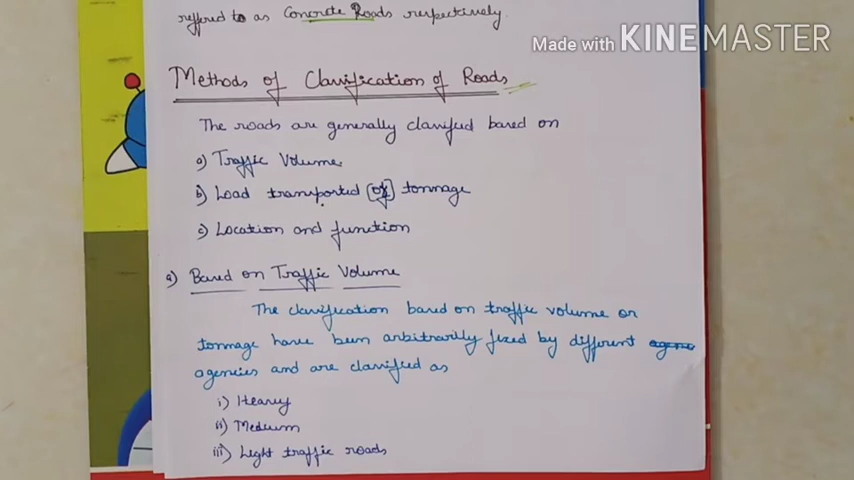 reffred to as Concrete Roads respectively.
Made with KINEMASTER
Methods of Classification of Roads
The roads are generally classified based on
a) Traffic Volume.
b) Load transported [or] tonnage
c) Location and function
a) Based on Traffic Volume
The classification based on traffic volume or
tonnage have been arbitrarily fixed by different
agencies and are classified as
i) Heavy
ii) Medium
iii) Light traffic roads